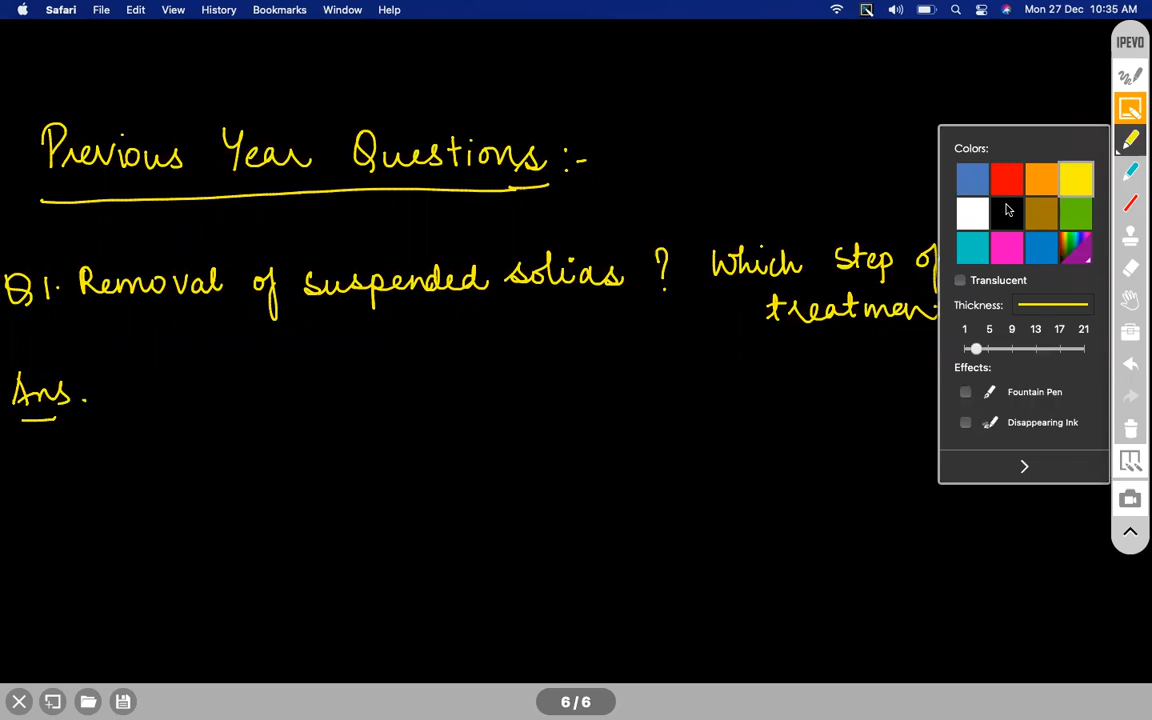 Safari File Edit View History Bookmarks Window Help Mon 27 Dec 10:35 AM
IPEVO
Previous Year Questions :-
Q1. Removal of suspended solids ? Which step of
treatmen
Ans.
Colors:
Translucent
Thickness:
1 5 9 13 17 21
Effects:
Fountain Pen
Disappearing Ink
6 / 6